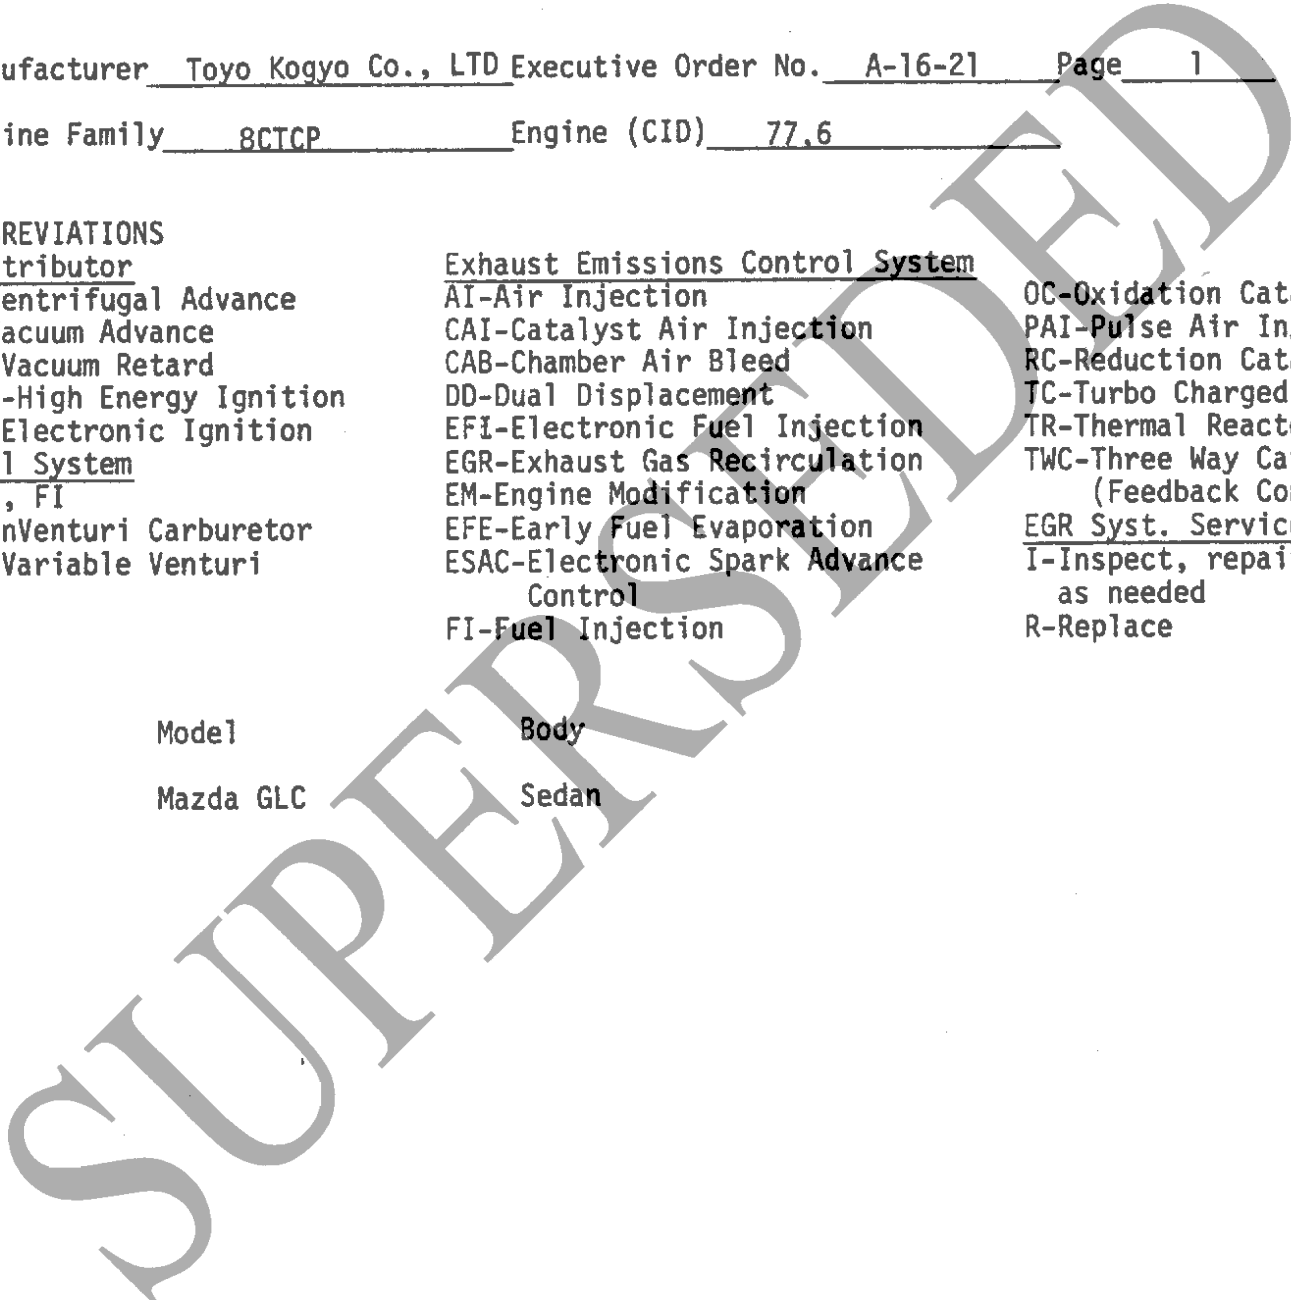 ufacturer Toyo Kogyo Co., LTD Executive Order No. A-16-21 Page 1
ine Family 8CTCP Engine (CID) 77.6
REVIATIONS
tributor
entrifugal Advance
acuum Advance
Vacuum Retard
-High Energy Ignition
Electronic Ignition
l System
, FI
nVenturi Carburetor
Variable Venturi
Exhaust Emissions Control System
AI-Air Injection
CAI-Catalyst Air Injection
CAB-Chamber Air Bleed
DD-Dual Displacement
EFI-Electronic Fuel Injection
EGR-Exhaust Gas Recirculation
EM-Engine Modification
EFE-Early Fuel Evaporation
ESAC-Electronic Spark Advance
Control
FI-Fuel Injection
OC-Oxidation Cat
PAI-Pulse Air In
RC-Reduction Cat
TC-Turbo Charged
TR-Thermal React
TWC-Three Way Ca
(Feedback Co
EGR Syst. Servic
I-Inspect, repai
as needed
R-Replace
Model Body
Mazda GLC Sedan
SUPERSEDED